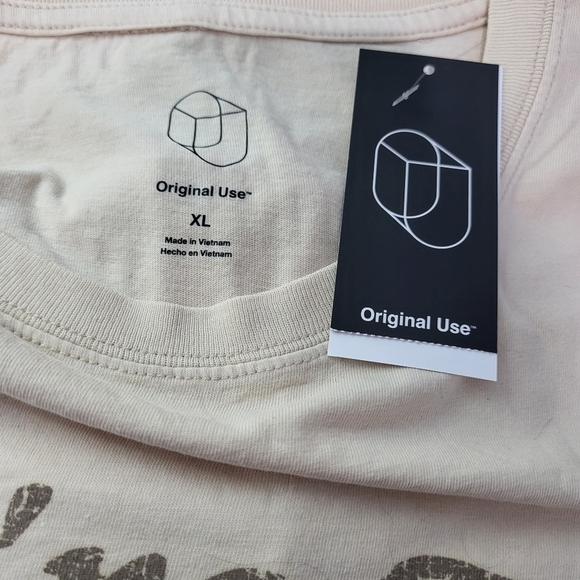 Original Use™
XL
Made in Vietnam
Hecho en Vietnam
Original Use™